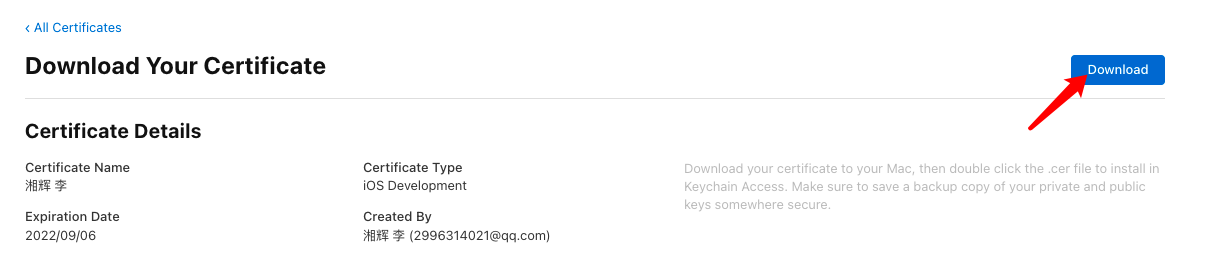 ‹ All Certificates
Download Your Certificate
Download
Certificate Details
Certificate Name
湘辉 李
Certificate Type
iOS Development
Download your certificate to your Mac, then double click the .cer file to install in
Keychain Access. Make sure to save a backup copy of your private and public
keys somewhere secure.
Expiration Date
2022/09/06
Created By
湘辉 李 (2996314021@qq.com)